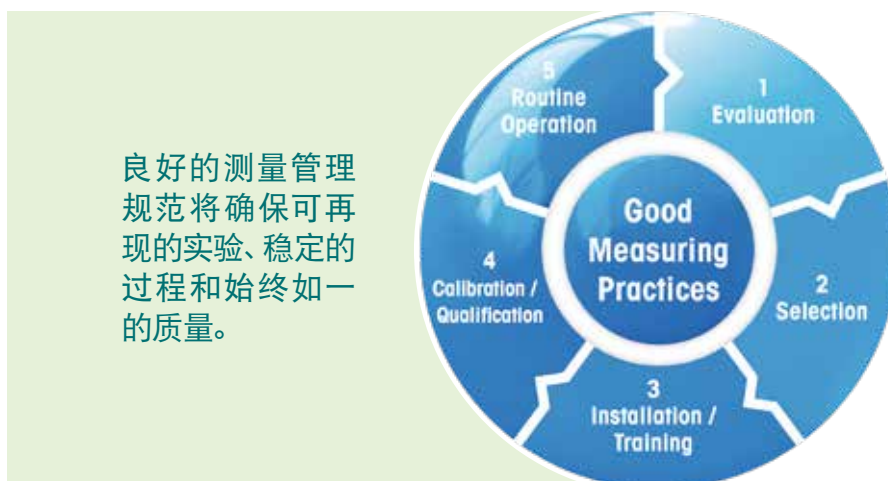 良好的测量管理
规范将确保可再
现的实验、稳定的
过程和始终如一
的质量。
Good
Measuring
Practices
1
Evaluation
2
Selection
3
Installation /
Training
4
Calibration /
Qualification
5
Routine
Operation